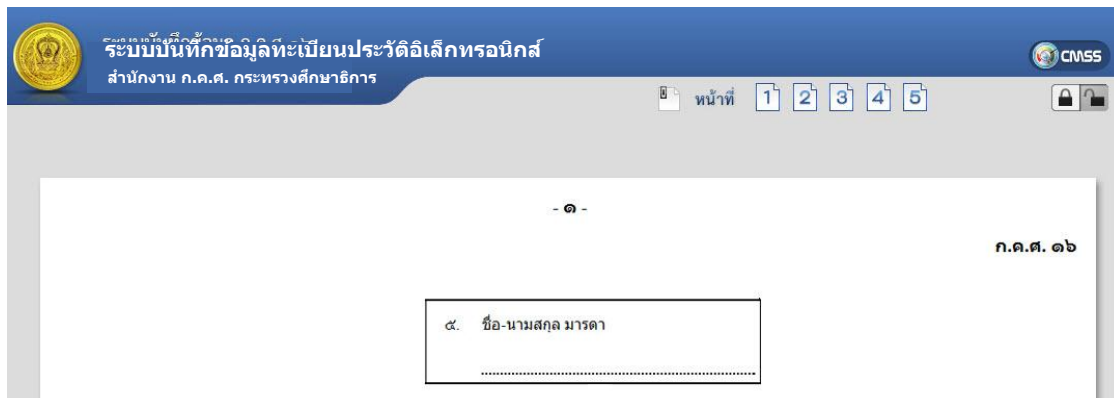 ระบบบันทึกข้อมูลทะเบียนประวัติอิเล็กทรอนิกส์
สำนักงาน ก.ค.ศ. กระทรวงศึกษาธิการ
CMSS
หน้าที่ 1 2 3 4 5
- ๑ -
ก.ค.ศ. ๑๖
๕. ชื่อ-นามสกุล มารดา